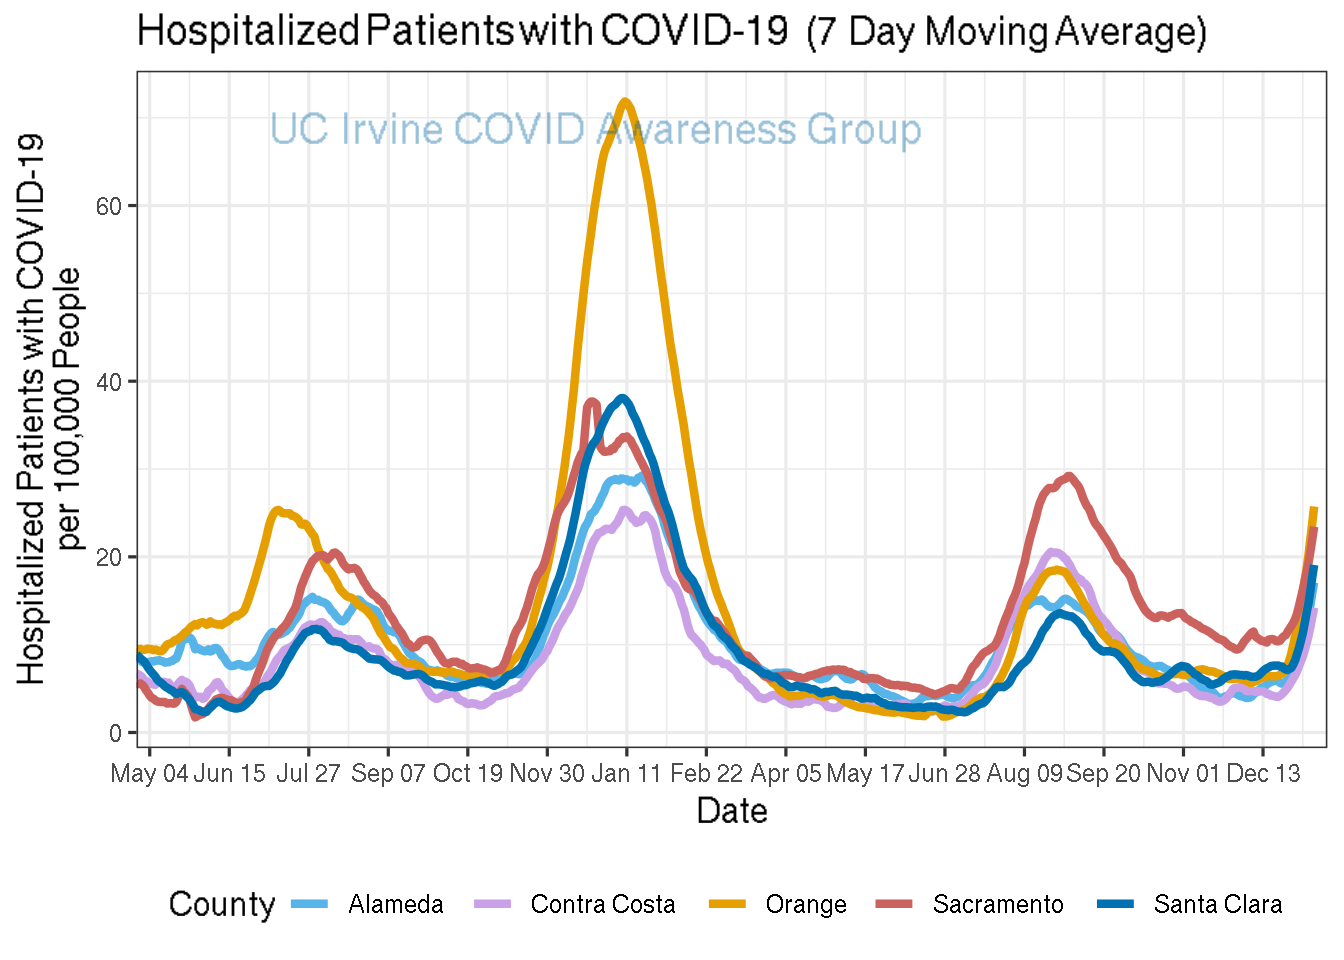 Hospitalized Patients with COVID-19 (7 Day Moving Average)
UC Irvine COVID Awareness Group
Hospitalized Patients with COVID-19
per 100,000 People
60
40
20
0
May 04 Jun 15 Jul 27 Sep 07 Oct 19 Nov 30 Jan 11 Feb 22 Apr 05 May 17 Jun 28 Aug 09 Sep 20 Nov 01 Dec 13
Date
County Alameda Contra Costa Orange Sacramento Santa Clara